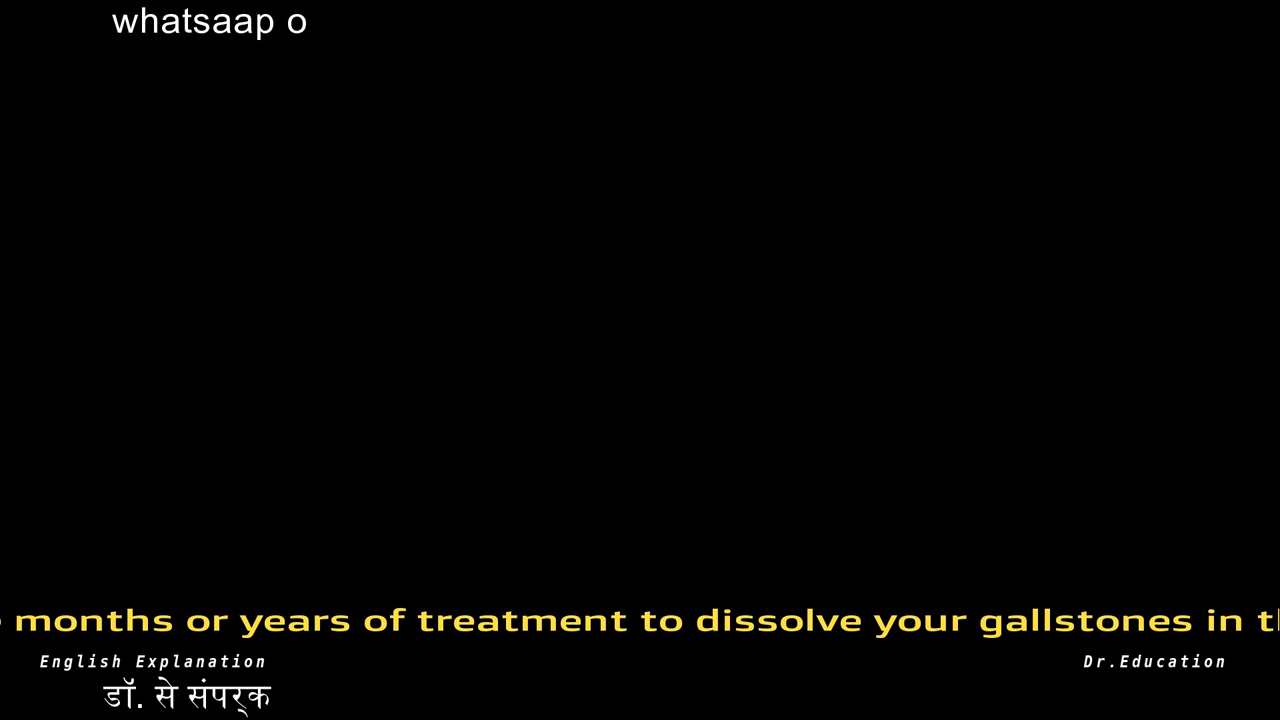 whatsaap o
months or years of treatment to dissolve your gallstones in
English Explanation
Dr.Education
डॉ. से संपर्क